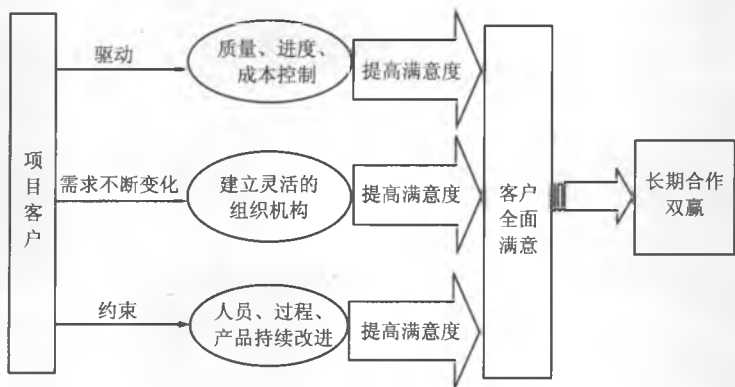 项目客户
驱动
质量、进度、
成本控制
提高满意度
需求不断变化
建立灵活的
组织机构
提高满意度
约束
人员、过程、
产品持续改进
提高满意度
客户
全面
满意
长期合作
双赢